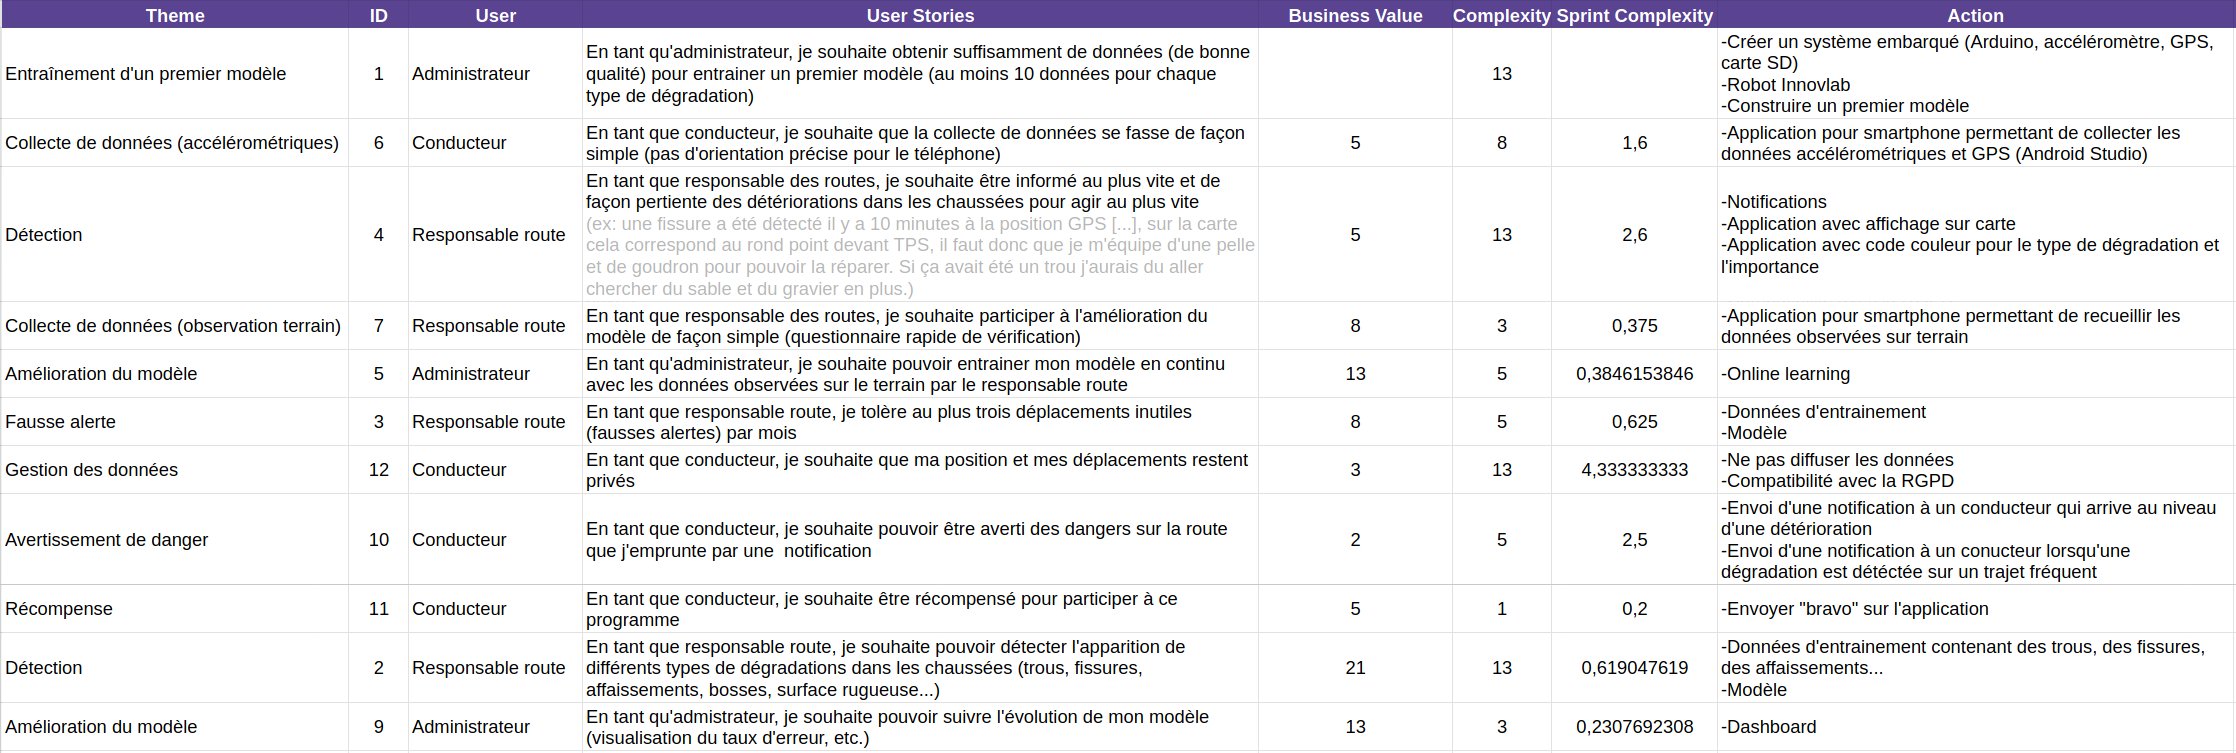 Theme ID User User Stories Business Value Complexity Sprint Complexity Action
Entraînement d'un premier modèle
1
Administrateur
En tant qu'administrateur, je souhaite obtenir suffisamment de données (de bonne
qualité) pour entrainer un premier modèle (au moins 10 données pour chaque
type de dégradation)
13
-Créer un système embarqué (Arduino, accéléromètre, GPS,
carte SD)
-Robot Innovlab
-Construire un premier modèle
Collecte de données (accélérométriques)
6
Conducteur
En tant que conducteur, je souhaite que la collecte de données se fasse de façon
simple (pas d'orientation précise pour le téléphone)
5
8
1,6
-Application pour smartphone permettant de collecter les
données accélérométriques et GPS (Android Studio)
Détection
4
Responsable route
En tant que responsable des routes, je souhaite être informé au plus vite et de
façon pertiente des détériorations dans les chaussées pour agir au plus vite
(ex: une fissure a été détecté il y a 10 minutes à la position GPS [...], sur la carte
cela correspond au rond point devant TPS, il faut donc que je m'équipe d'une pelle
et de goudron pour pouvoir la réparer. Si ça avait été un trou j'aurais du aller
chercher du sable et du gravier en plus.)
5
13
2,6
-Notifications
-Application avec affichage sur carte
-Application avec code couleur pour le type de dégradation et
l'importance
Collecte de données (observation terrain)
7
Responsable route
En tant que responsable des routes, je souhaite participer à l'amélioration du
modèle de façon simple (questionnaire rapide de vérification)
8
3
0,375
-Application pour smartphone permettant de recueillir les
données observées sur terrain
Amélioration du modèle
5
Administrateur
En tant qu'administrateur, je souhaite pouvoir entrainer mon modèle en continu
avec les données observées sur le terrain par le responsable route
13
5
0,3846153846
-Online learning
Fausse alerte
3
Responsable route
En tant que responsable route, je tolère au plus trois déplacements inutiles
(fausses alertes) par mois
8
5
0,625
-Données d'entrainement
-Modèle
Gestion des données
12
Conducteur
En tant que conducteur, je souhaite que ma position et mes déplacements restent
privés
3
13
4,333333333
-Ne pas diffuser les données
-Compatibilité avec la RGPD
Avertissement de danger
10
Conducteur
En tant que conducteur, je souhaite pouvoir être averti des dangers sur la route
que j'emprunte par une  notification
2
5
2,5
-Envoi d'une notification à un conducteur qui arrive au niveau
d'une détérioration
-Envoi d'une notification à un conucteur lorsqu'une
dégradation est détéctée sur un trajet fréquent
Récompense
11
Conducteur
En tant que conducteur, je souhaite être récompensé pour participer à ce
programme
5
1
0,2
-Envoyer "bravo" sur l'application
Détection
2
Responsable route
En tant que responsable route, je souhaite pouvoir détecter l'apparition de
différents types de dégradations dans les chaussées (trous, fissures,
affaissements, bosses, surface rugueuse...)
21
13
0,619047619
-Données d'entrainement contenant des trous, des fissures,
des affaissements...
-Modèle
Amélioration du modèle
9
Administrateur
En tant qu'admistrateur, je souhaite pouvoir suivre l'évolution de mon modèle
(visualisation du taux d'erreur, etc.)
13
3
0,2307692308
-Dashboard